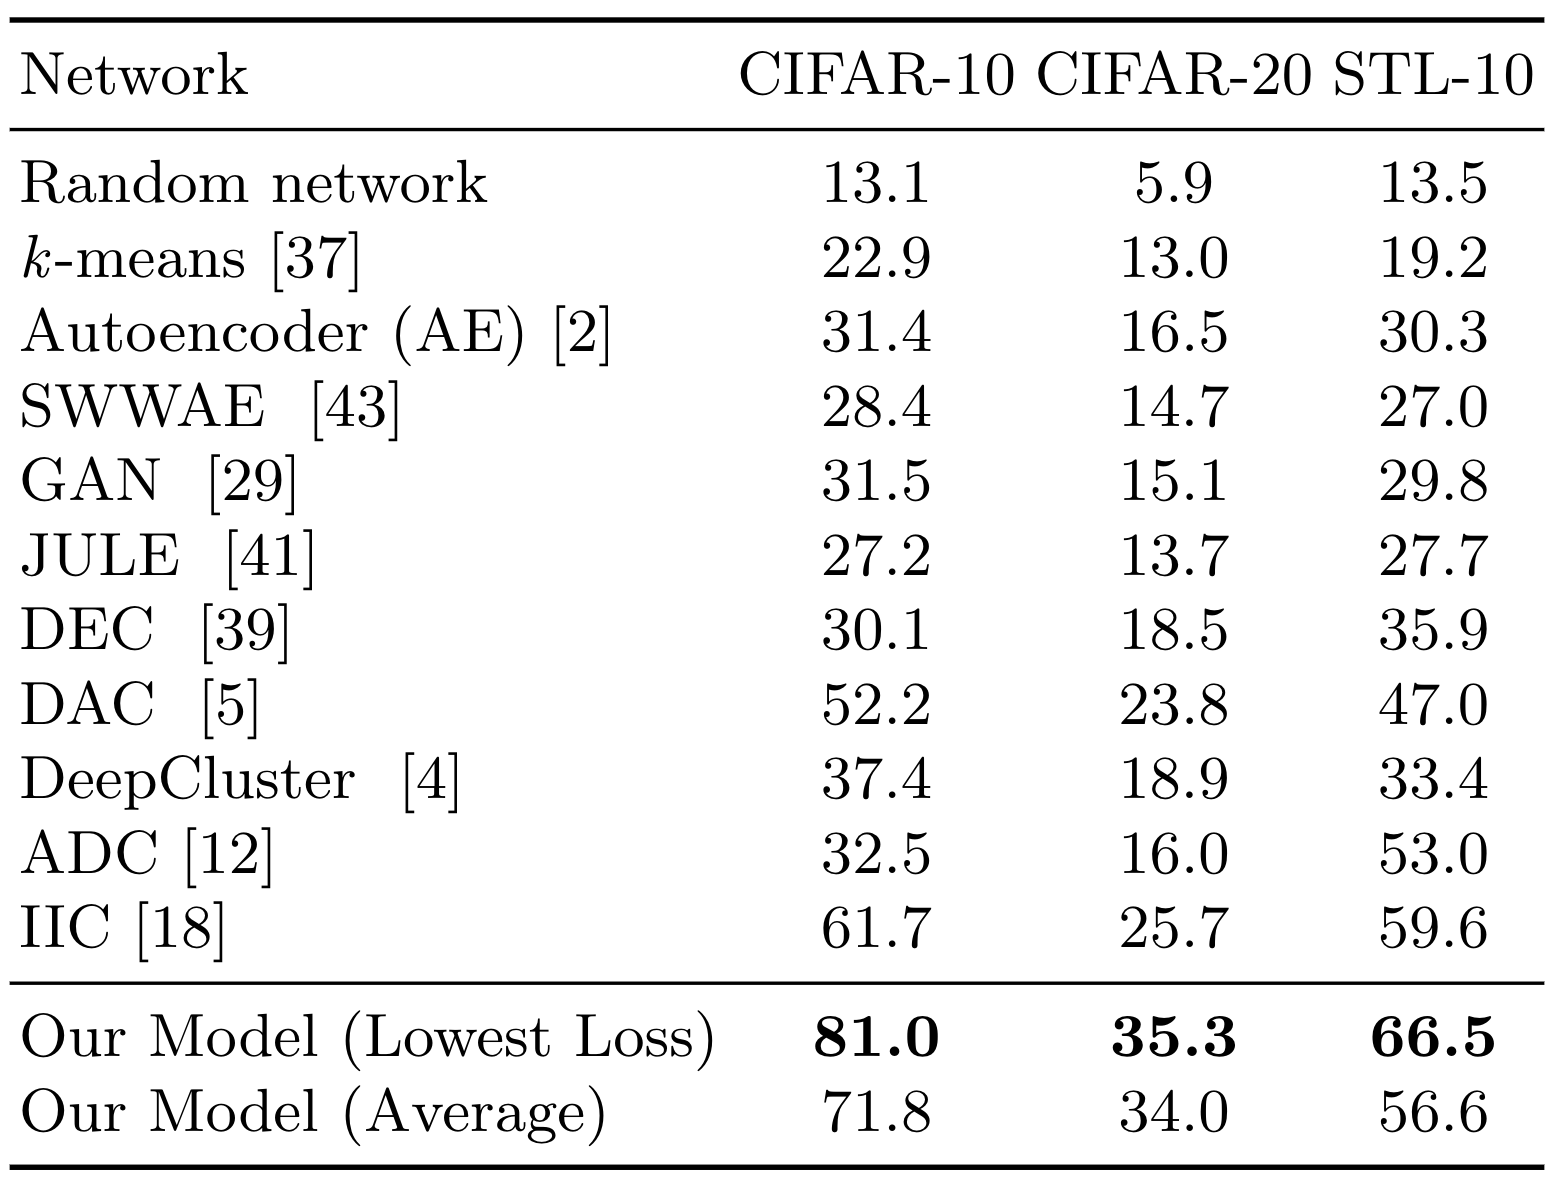 Network CIFAR-10 CIFAR-20 STL-10
Random network 13.1 5.9 13.5
k-means [37] 22.9 13.0 19.2
Autoencoder (AE) [2] 31.4 16.5 30.3
SWWAE [43] 28.4 14.7 27.0
GAN [29] 31.5 15.1 29.8
JULE [41] 27.2 13.7 27.7
DEC [39] 30.1 18.5 35.9
DAC [5] 52.2 23.8 47.0
DeepCluster [4] 37.4 18.9 33.4
ADC [12] 32.5 16.0 53.0
IIC [18] 61.7 25.7 59.6
Our Model (Lowest Loss) 81.0 35.3 66.5
Our Model (Average) 71.8 34.0 56.6